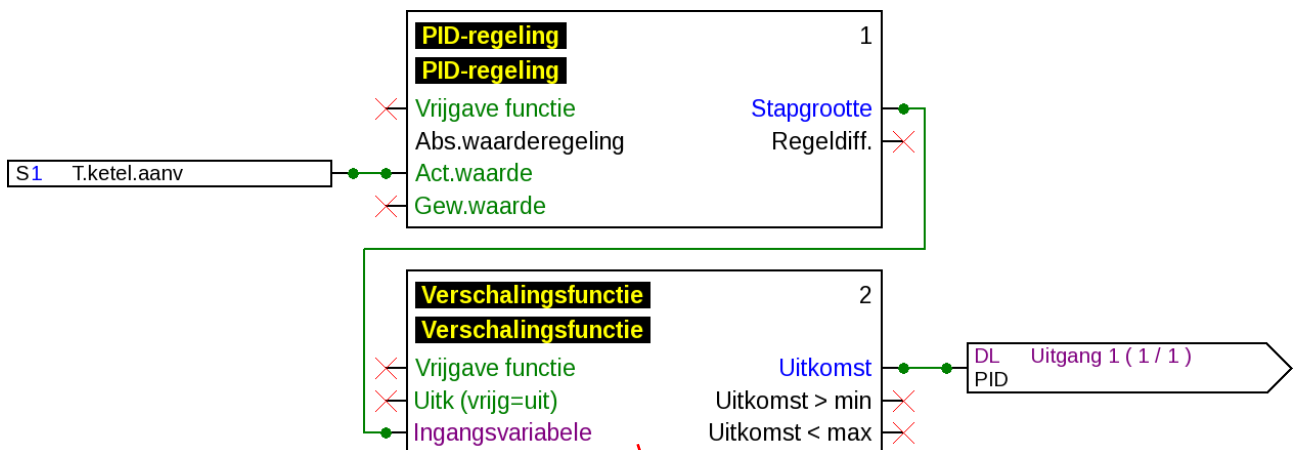 PID-regeling 1
PID-regeling
Vrijgave functie Stapgrootte
Abs.waarderegeling Regeldiff.
S1 T.ketel.aanv Act.waarde
Gew.waarde
Verschalingsfunctie 2
Verschalingsfunctie
Vrijgave functie Uitkomst
DL Uitgang 1 ( 1 / 1 )
PID
Uitk (vrijg=uit) Uitkomst > min
Ingangsvariabele Uitkomst < max